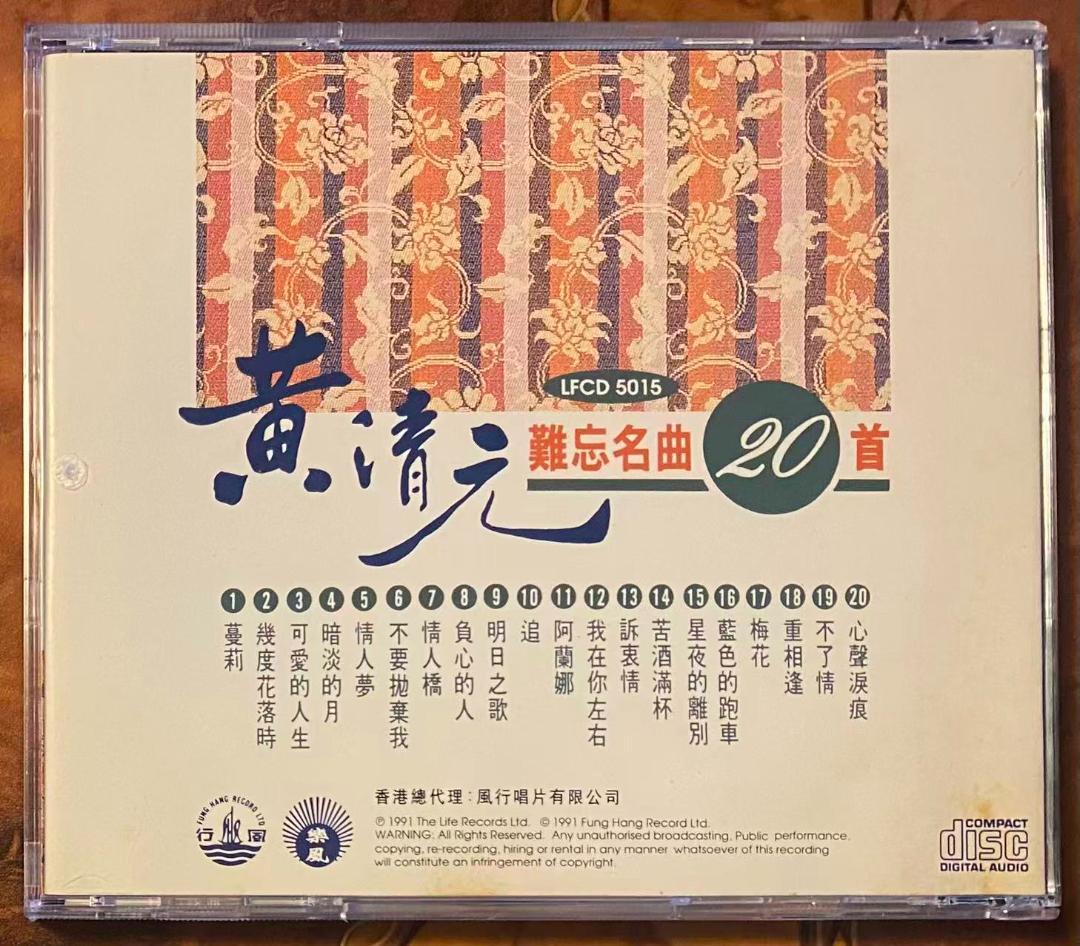 LFCD 5015
黃清元
難忘名曲 20 首
1 蔓莉
2 幾度花落時
3 可愛的人生
4 暗淡的月
5 情人夢
6 不要拋棄我
7 情人橋
8 負心的人
9 明日之歌
10 追
11 阿蘭娜
12 我在你左右
13 訴衷情
14 苦酒滿杯
15 星夜的離別
16 藍色的跑車
17 梅花
18 重相逢
19 不了情
20 心聲淚痕
FUNG HANG RECORD LTD
風行
樂風
香港總代理:風行唱片有限公司
℗ 1991 The Life Records Ltd. © 1991 Fung Hang Record Ltd.
WARNING: All Rights Reserved. Any unauthorised broadcasting, Public performance,
copying, re-recording, hiring or rental in any manner whatsoever of this recording
will constitute an infringement of copyright.
COMPACT
disc
DIGITAL AUDIO